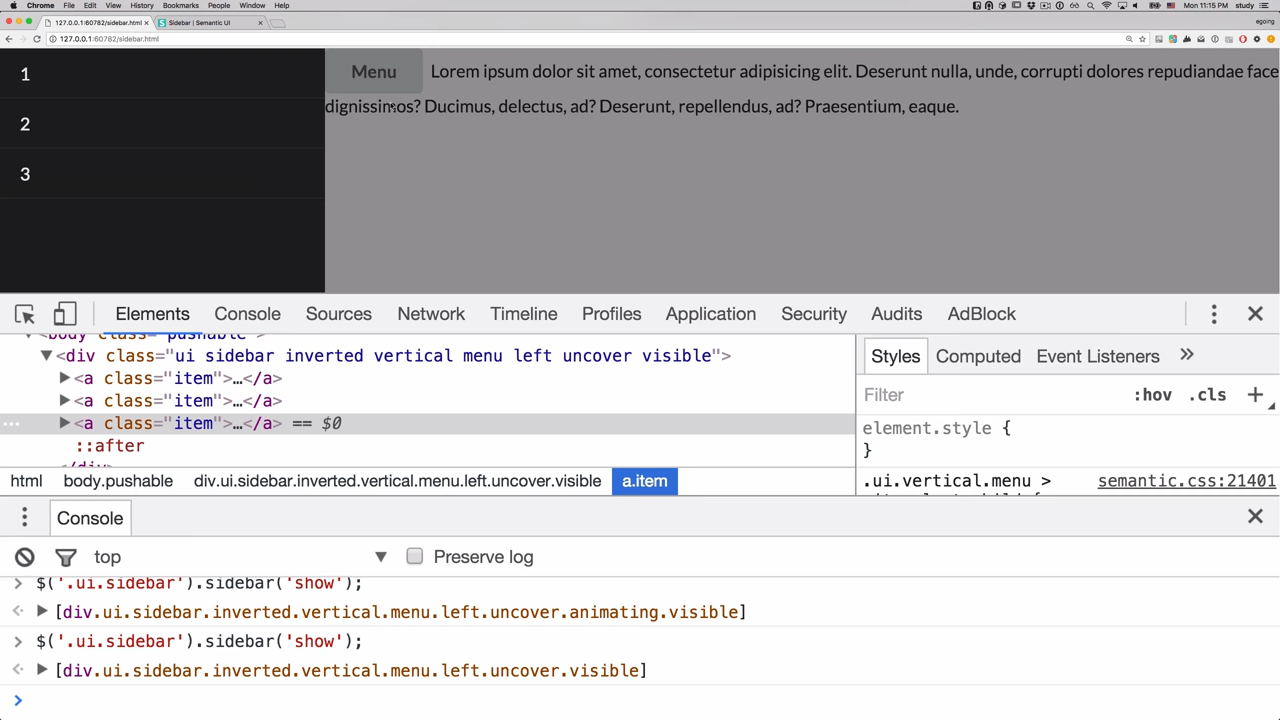 Chrome File Edit View History Bookmarks People Window Help Mon 11:15 PM study
127.0.0.1:60782/sidebar.html × Sidebar | Semantic UI × egoing
127.0.0.1:60782/sidebar.html
1
2
3
Menu Lorem ipsum dolor sit amet, consectetur adipisicing elit. Deserunt nulla, unde, corrupti dolores repudiandae face
dignissimos? Ducimus, delectus, ad? Deserunt, repellendus, ad? Praesentium, eaque.
Elements Console Sources Network Timeline Profiles Application Security Audits AdBlock
<body class="pushable">
▼<div class="ui sidebar inverted vertical menu left uncover visible">
▶<a class="item">…</a>
▶<a class="item">…</a>
▶<a class="item">…</a> == $0
::after
</div>
html body.pushable div.ui.sidebar.inverted.vertical.menu.left.uncover.visible a.item
Styles Computed Event Listeners »
Filter :hov .cls +
element.style {
}
.ui.vertical.menu > semantic.css:21401
Console
top ▼ Preserve log
> $('.ui.sidebar').sidebar('show');
▶ [div.ui.sidebar.inverted.vertical.menu.left.uncover.animating.visible]
> $('.ui.sidebar').sidebar('show');
▶ [div.ui.sidebar.inverted.vertical.menu.left.uncover.visible]
>